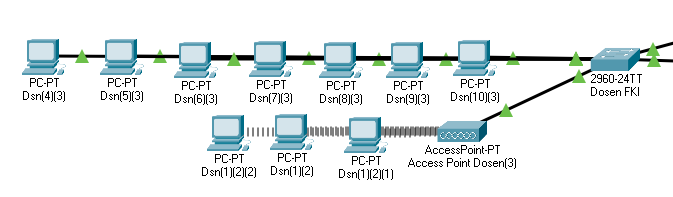 PC-PT
Dsn(4)(3)
PC-PT
Dsn(5)(3)
PC-PT
Dsn(6)(3)
PC-PT
Dsn(7)(3)
PC-PT
Dsn(8)(3)
PC-PT
Dsn(9)(3)
PC-PT
Dsn(10)(3)
2960-24TT
Dosen FKI
PC-PT
Dsn(1)(2)(2)
PC-PT
Dsn(1)(2)
PC-PT
Dsn(1)(2)(1)
AccessPoint-PT
Access Point Dosen(3)